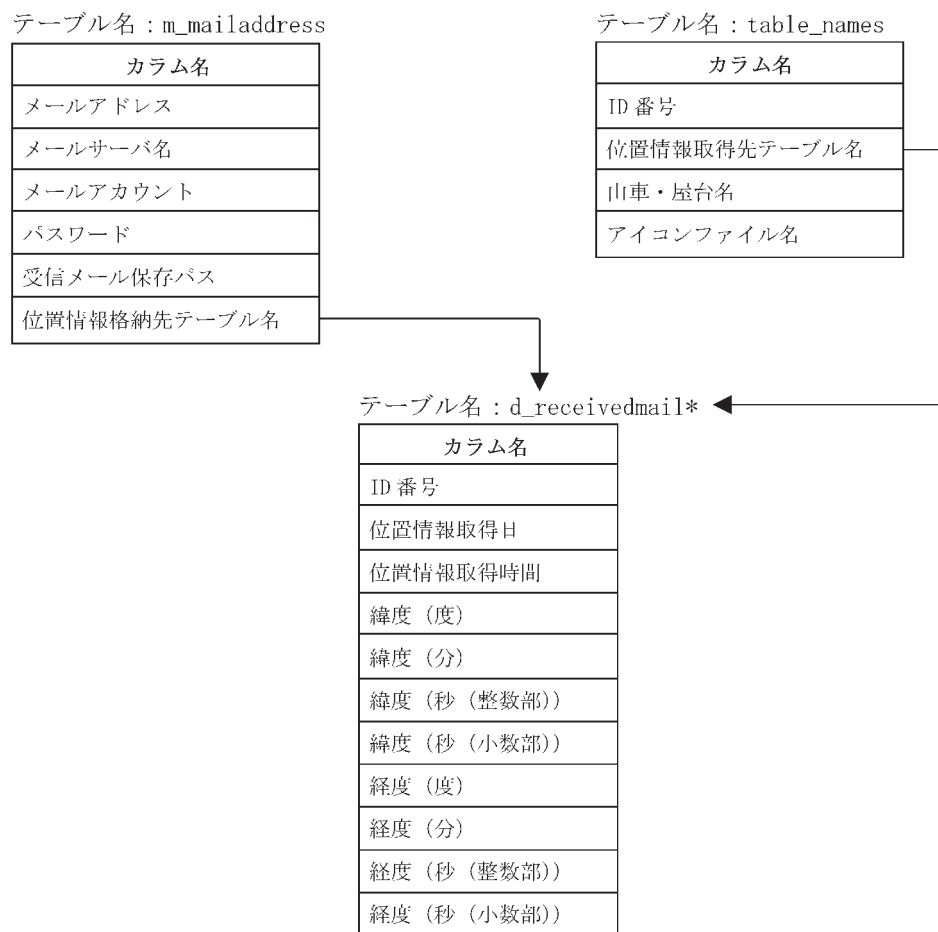 テーブル名：m_mailaddress
カラム名
メールアドレス
メールサーバ名
メールアカウント
パスワード
受信メール保存パス
位置情報格納先テーブル名
テーブル名：table_names
カラム名
ID 番号
位置情報取得先テーブル名
山車・屋台名
アイコンファイル名
テーブル名：d_receivedmail*
カラム名
ID 番号
位置情報取得日
位置情報取得時間
緯度（度）
緯度（分）
緯度（秒（整数部））
緯度（秒（小数部））
経度（度）
経度（分）
経度（秒（整数部））
経度（秒（小数部））